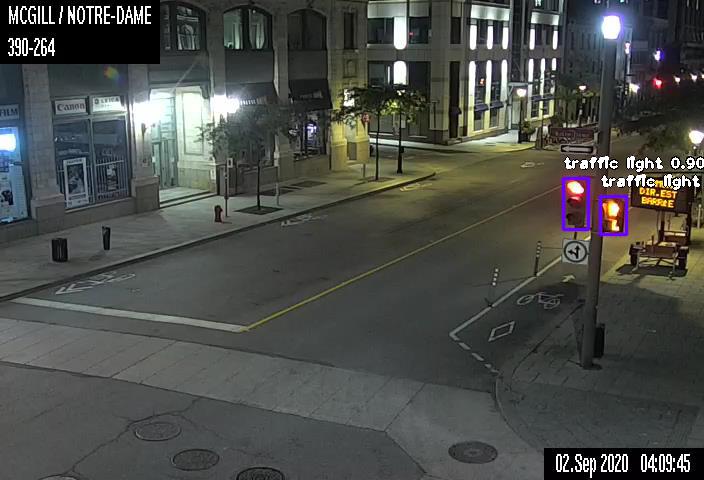 MCGILL / NOTRE-DAME
390-264
FILM
Canon
traffic light 0.90
traffic light
DIR.EST
BARRÉE
02.Sep 2020 04:09:45